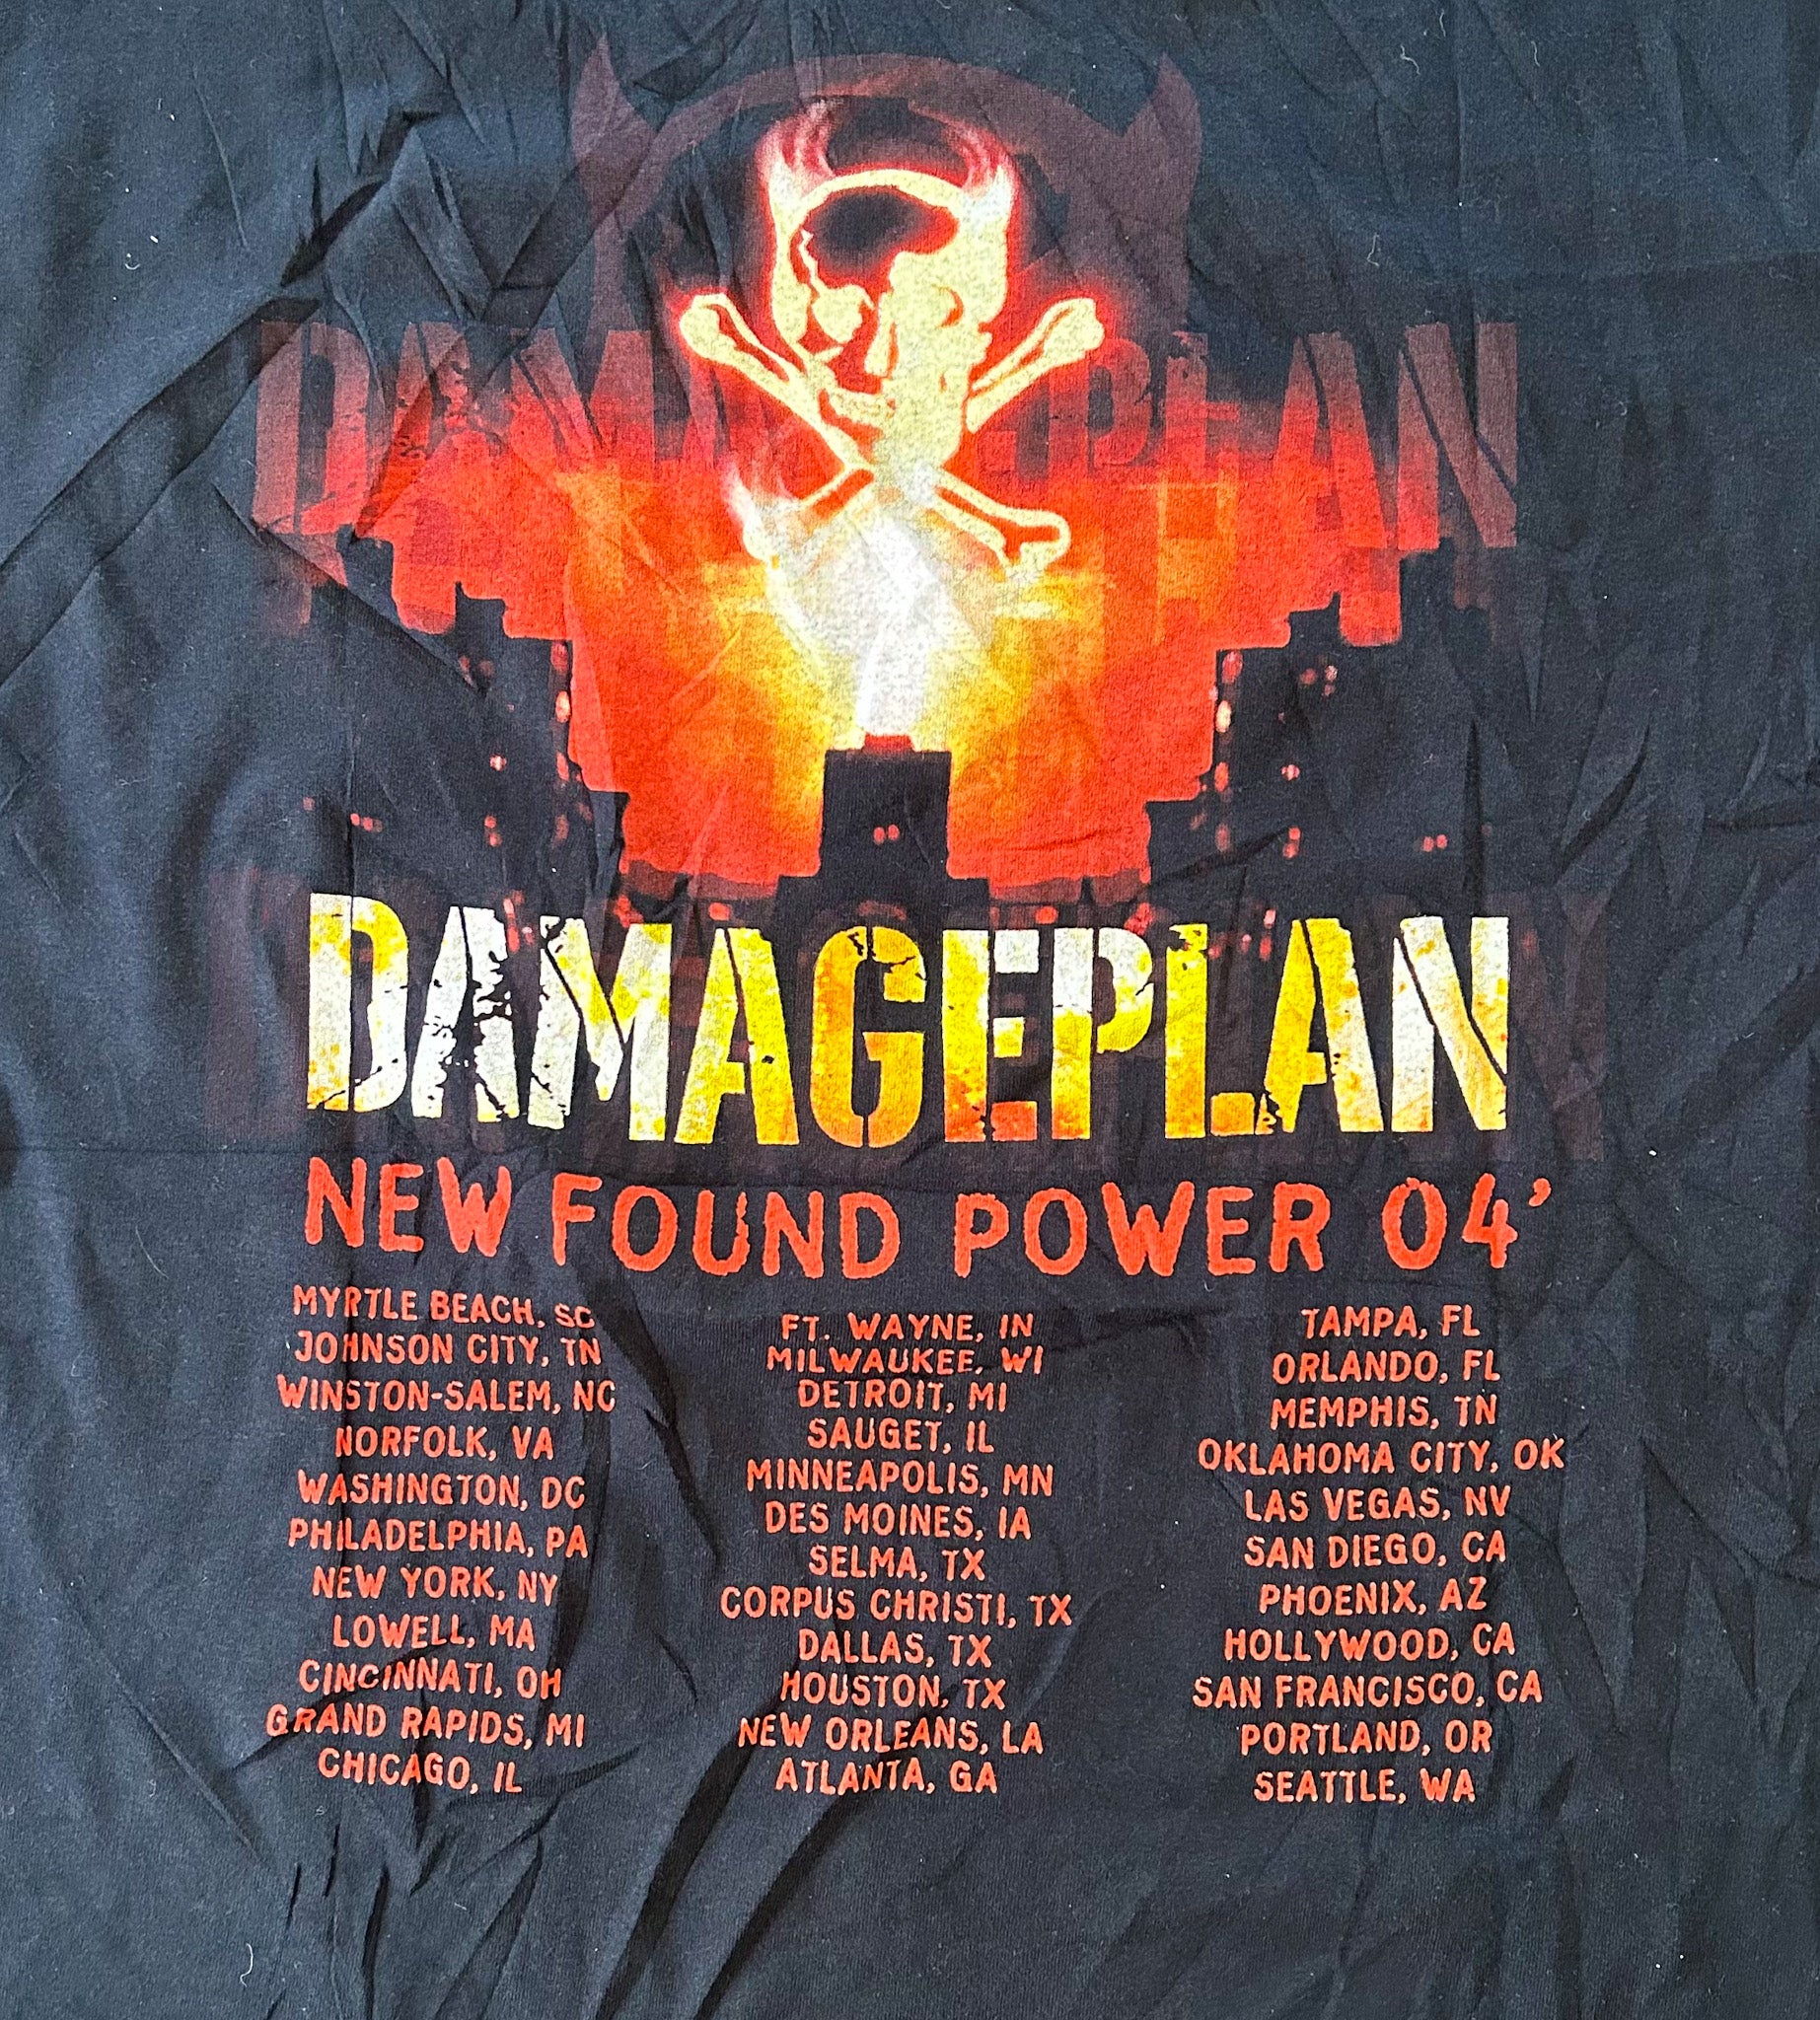 DAMAGEPLAN
DAMAGEPLAN
NEW FOUND POWER 04'
MYRTLE BEACH, SC
JOHNSON CITY, TN
WINSTON-SALEM, NC
NORFOLK, VA
WASHINGTON, DC
PHILADELPHIA, PA
NEW YORK, NY
LOWELL, MA
CINCINNATI, OH
GRAND RAPIDS, MI
CHICAGO, IL
FT. WAYNE, IN
MILWAUKEE, WI
DETROIT, MI
SAUGET, IL
MINNEAPOLIS, MN
DES MOINES, IA
SELMA, TX
CORPUS CHRISTI, TX
DALLAS, TX
HOUSTON, TX
NEW ORLEANS, LA
ATLANTA, GA
TAMPA, FL
ORLANDO, FL
MEMPHIS, TN
OKLAHOMA CITY, OK
LAS VEGAS, NV
SAN DIEGO, CA
PHOENIX, AZ
HOLLYWOOD, CA
SAN FRANCISCO, CA
PORTLAND, OR
SEATTLE, WA